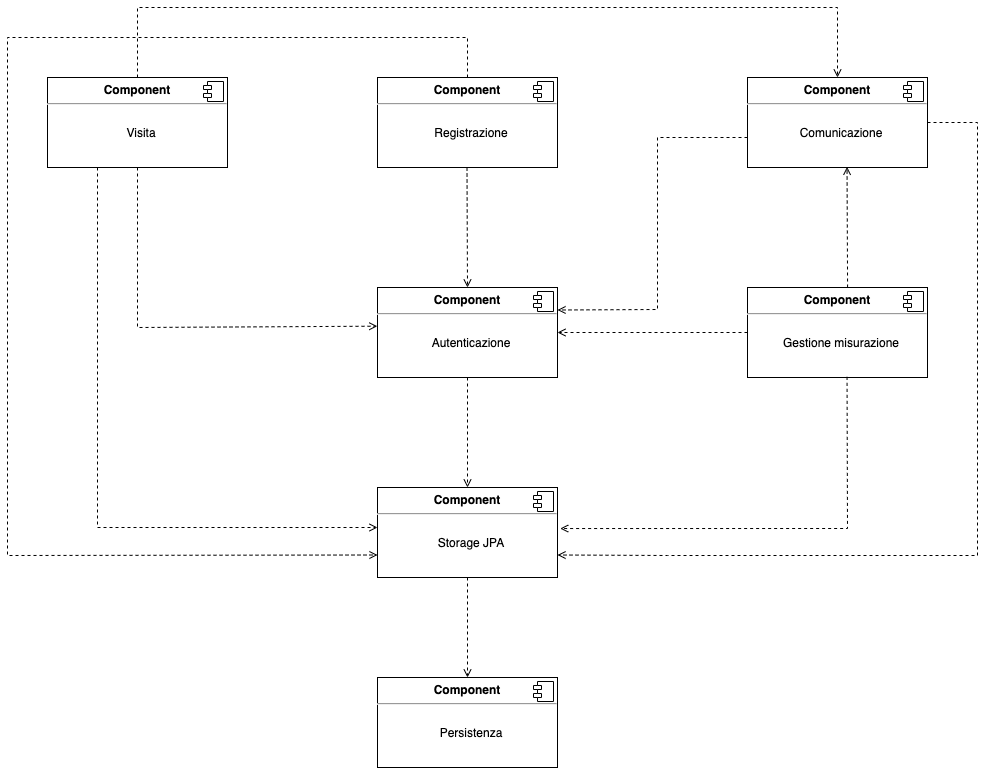 Component
Visita
Component
Registrazione
Component
Comunicazione
Component
Autenticazione
Component
Gestione misurazione
Component
Storage JPA
Component
Persistenza